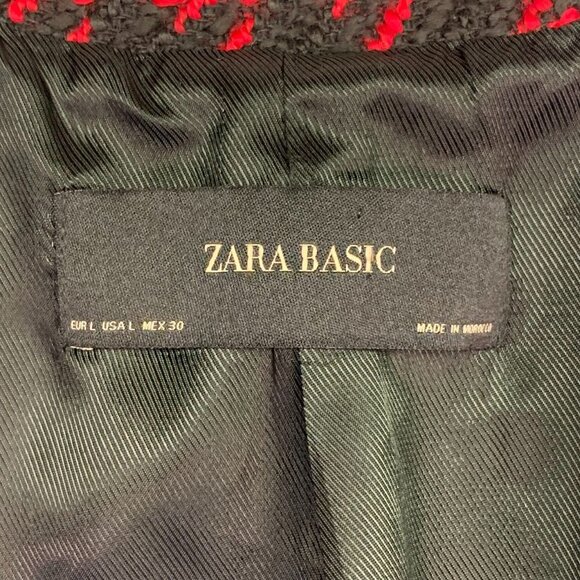 ZARA BASIC
EUR L USA L MEX 30
MADE IN MOROCCO